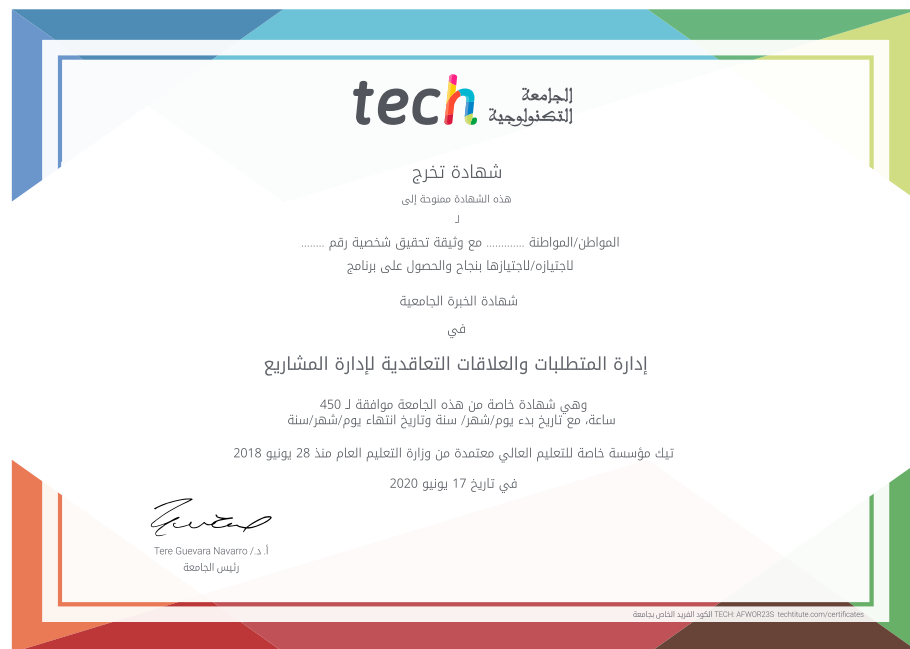 tech الجامعة
التكنولوجية
شهادة تخرج
هذه الشهادة ممنوحة إلى
لـ
المواطن/المواطنة ............. مع وثيقة تحقيق شخصية رقم ........
لاجتيازه/لاجتيازها بنجاح والحصول على برنامج
شهادة الخبرة الجامعية
في
إدارة المتطلبات والعلاقات التعاقدية لإدارة المشاريع
وهي شهادة خاصة من هذه الجامعة موافقة لـ 450
ساعة، مع تاريخ بدء يوم/شهر/ سنة وتاريخ انتهاء يوم/شهر/سنة
تيك مؤسسة خاصة للتعليم العالي معتمدة من وزارة التعليم العام منذ 28 يونيو 2018
في تاريخ 17 يونيو 2020
أ. د./ Tere Guevara Navarro
رئيس الجامعة
الكود الفريد الخاص بجامعة TECH: AFWOR23S techtitute.com/certificates